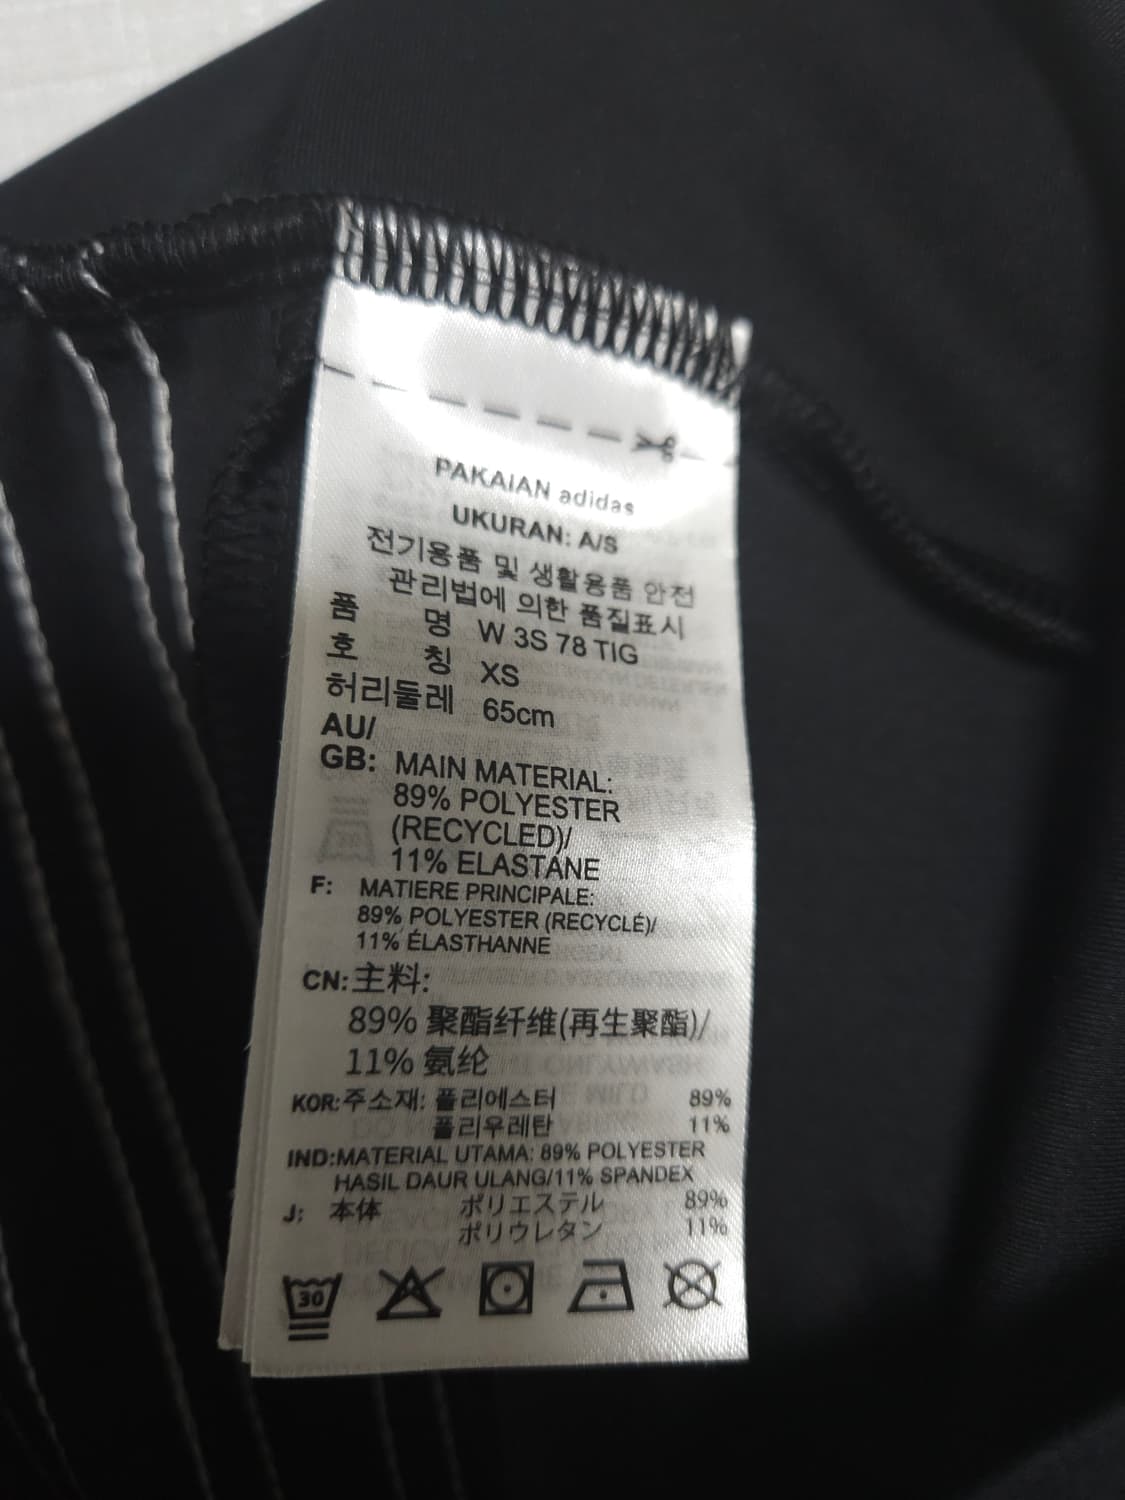 PAKAIAN adidas
UKURAN: A/S
전기용품 및 생활용품 안전
관리법에 의한 품질표시
품 명 W 3S 78 TIG
호 칭 XS
허리둘레 65cm
AU/
GB: MAIN MATERIAL:
89% POLYESTER
(RECYCLED)/
11% ELASTANE
F: MATIERE PRINCIPALE:
89% POLYESTER (RECYCLÉ)/
11% ÉLASTHANNE
CN: 主料:
89% 聚酯纤维(再生聚酯)/
11% 氨纶
KOR: 주소재: 폴리에스터 89%
폴리우레탄 11%
IND: MATERIAL UTAMA: 89% POLYESTER
HASIL DAUR ULANG/11% SPANDEX
J: 本体 ポリエステル 89%
ポリウレタン 11%
30